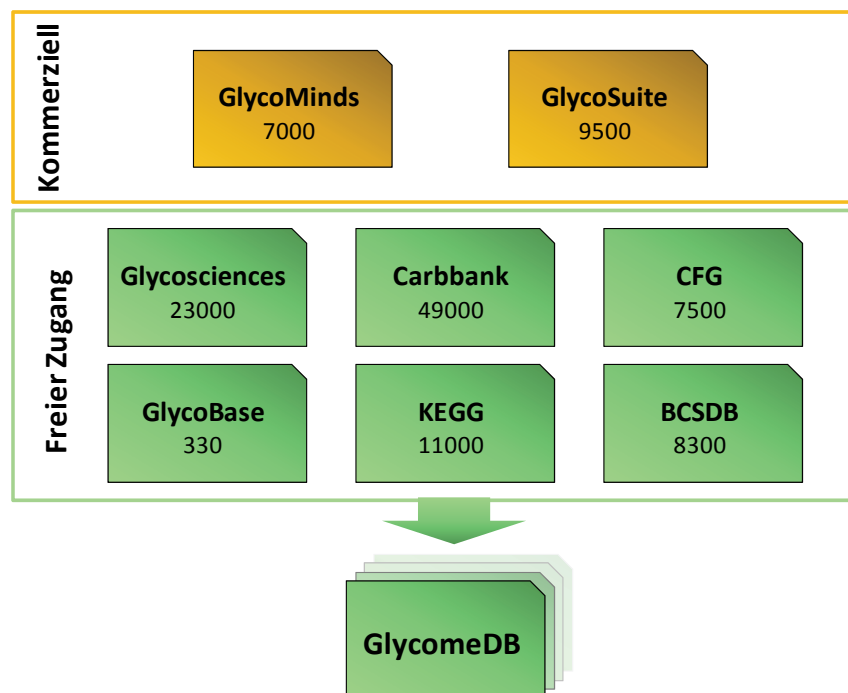 Kommerziell
GlycoMinds
7000
GlycoSuite
9500
Freier Zugang
Glycosciences
23000
Carbbank
49000
CFG
7500
GlycoBase
330
KEGG
11000
BCSDB
8300
GlycomeDB